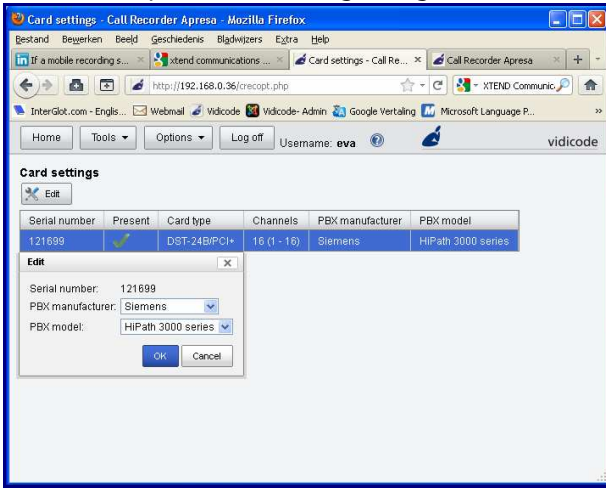 Card settings - Call Recorder Apresa - Mozilla Firefox
Bestand Bewerken Beeld Geschiedenis Bladwijzers Extra Help
If a mobile recording s... xtend communications ... Card settings - Call Re... Call Recorder Apresa
http://192.168.0.36/crecopt.php XTEND Communic
InterGlot.com - Englis... Webmail Vidicode Vidicode- Admin Google Vertaling Microsoft Language P... »
Home Tools Options Log off Username: eva vidicode
Card settings
Edit
Serial number Present Card type Channels PBX manufacturer PBX model
121699 DST-24B/PCI+ 16 (1 - 16) Siemens HiPath 3000 series
Edit
Serial number: 121699
PBX manufacturer: Siemens
PBX model: HiPath 3000 series
OK Cancel